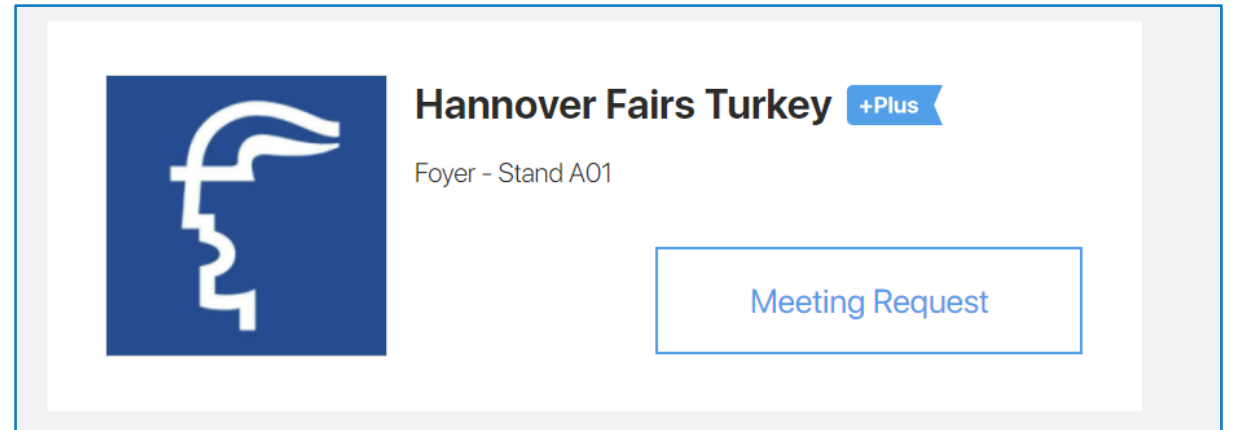 Hannover Fairs Turkey +Plus
Foyer - Stand A01
Meeting Request